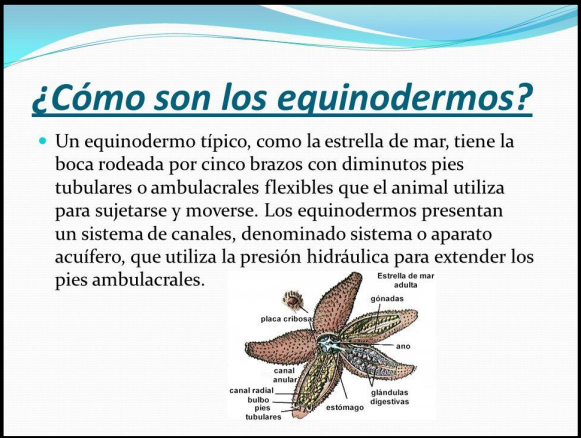 ¿Cómo son los equinodermos?
Un equinodermo típico, como la estrella de mar, tiene la
boca rodeada por cinco brazos con diminutos pies
tubulares o ambulacrales flexibles que el animal utiliza
para sujetarse y moverse. Los equinodermos presentan
un sistema de canales, denominado sistema o aparato
acuífero, que utiliza la presión hidráulica para extender los
pies ambulacrales.
Estrella de mar
adulta
gónadas
placa cribosa
ano
canal
anular
canal radial
bulbo
pies
tubulares
estómago
glándulas
digestivas